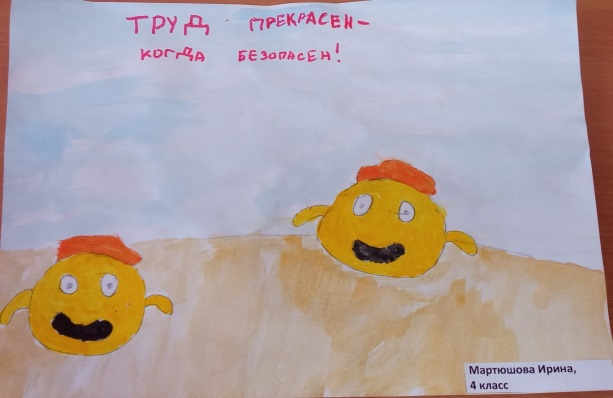 ТРУД ПРЕКРАСЕН-
КОГДА БЕЗОПАСЕН!
Мартюшова Ирина,
4 класс